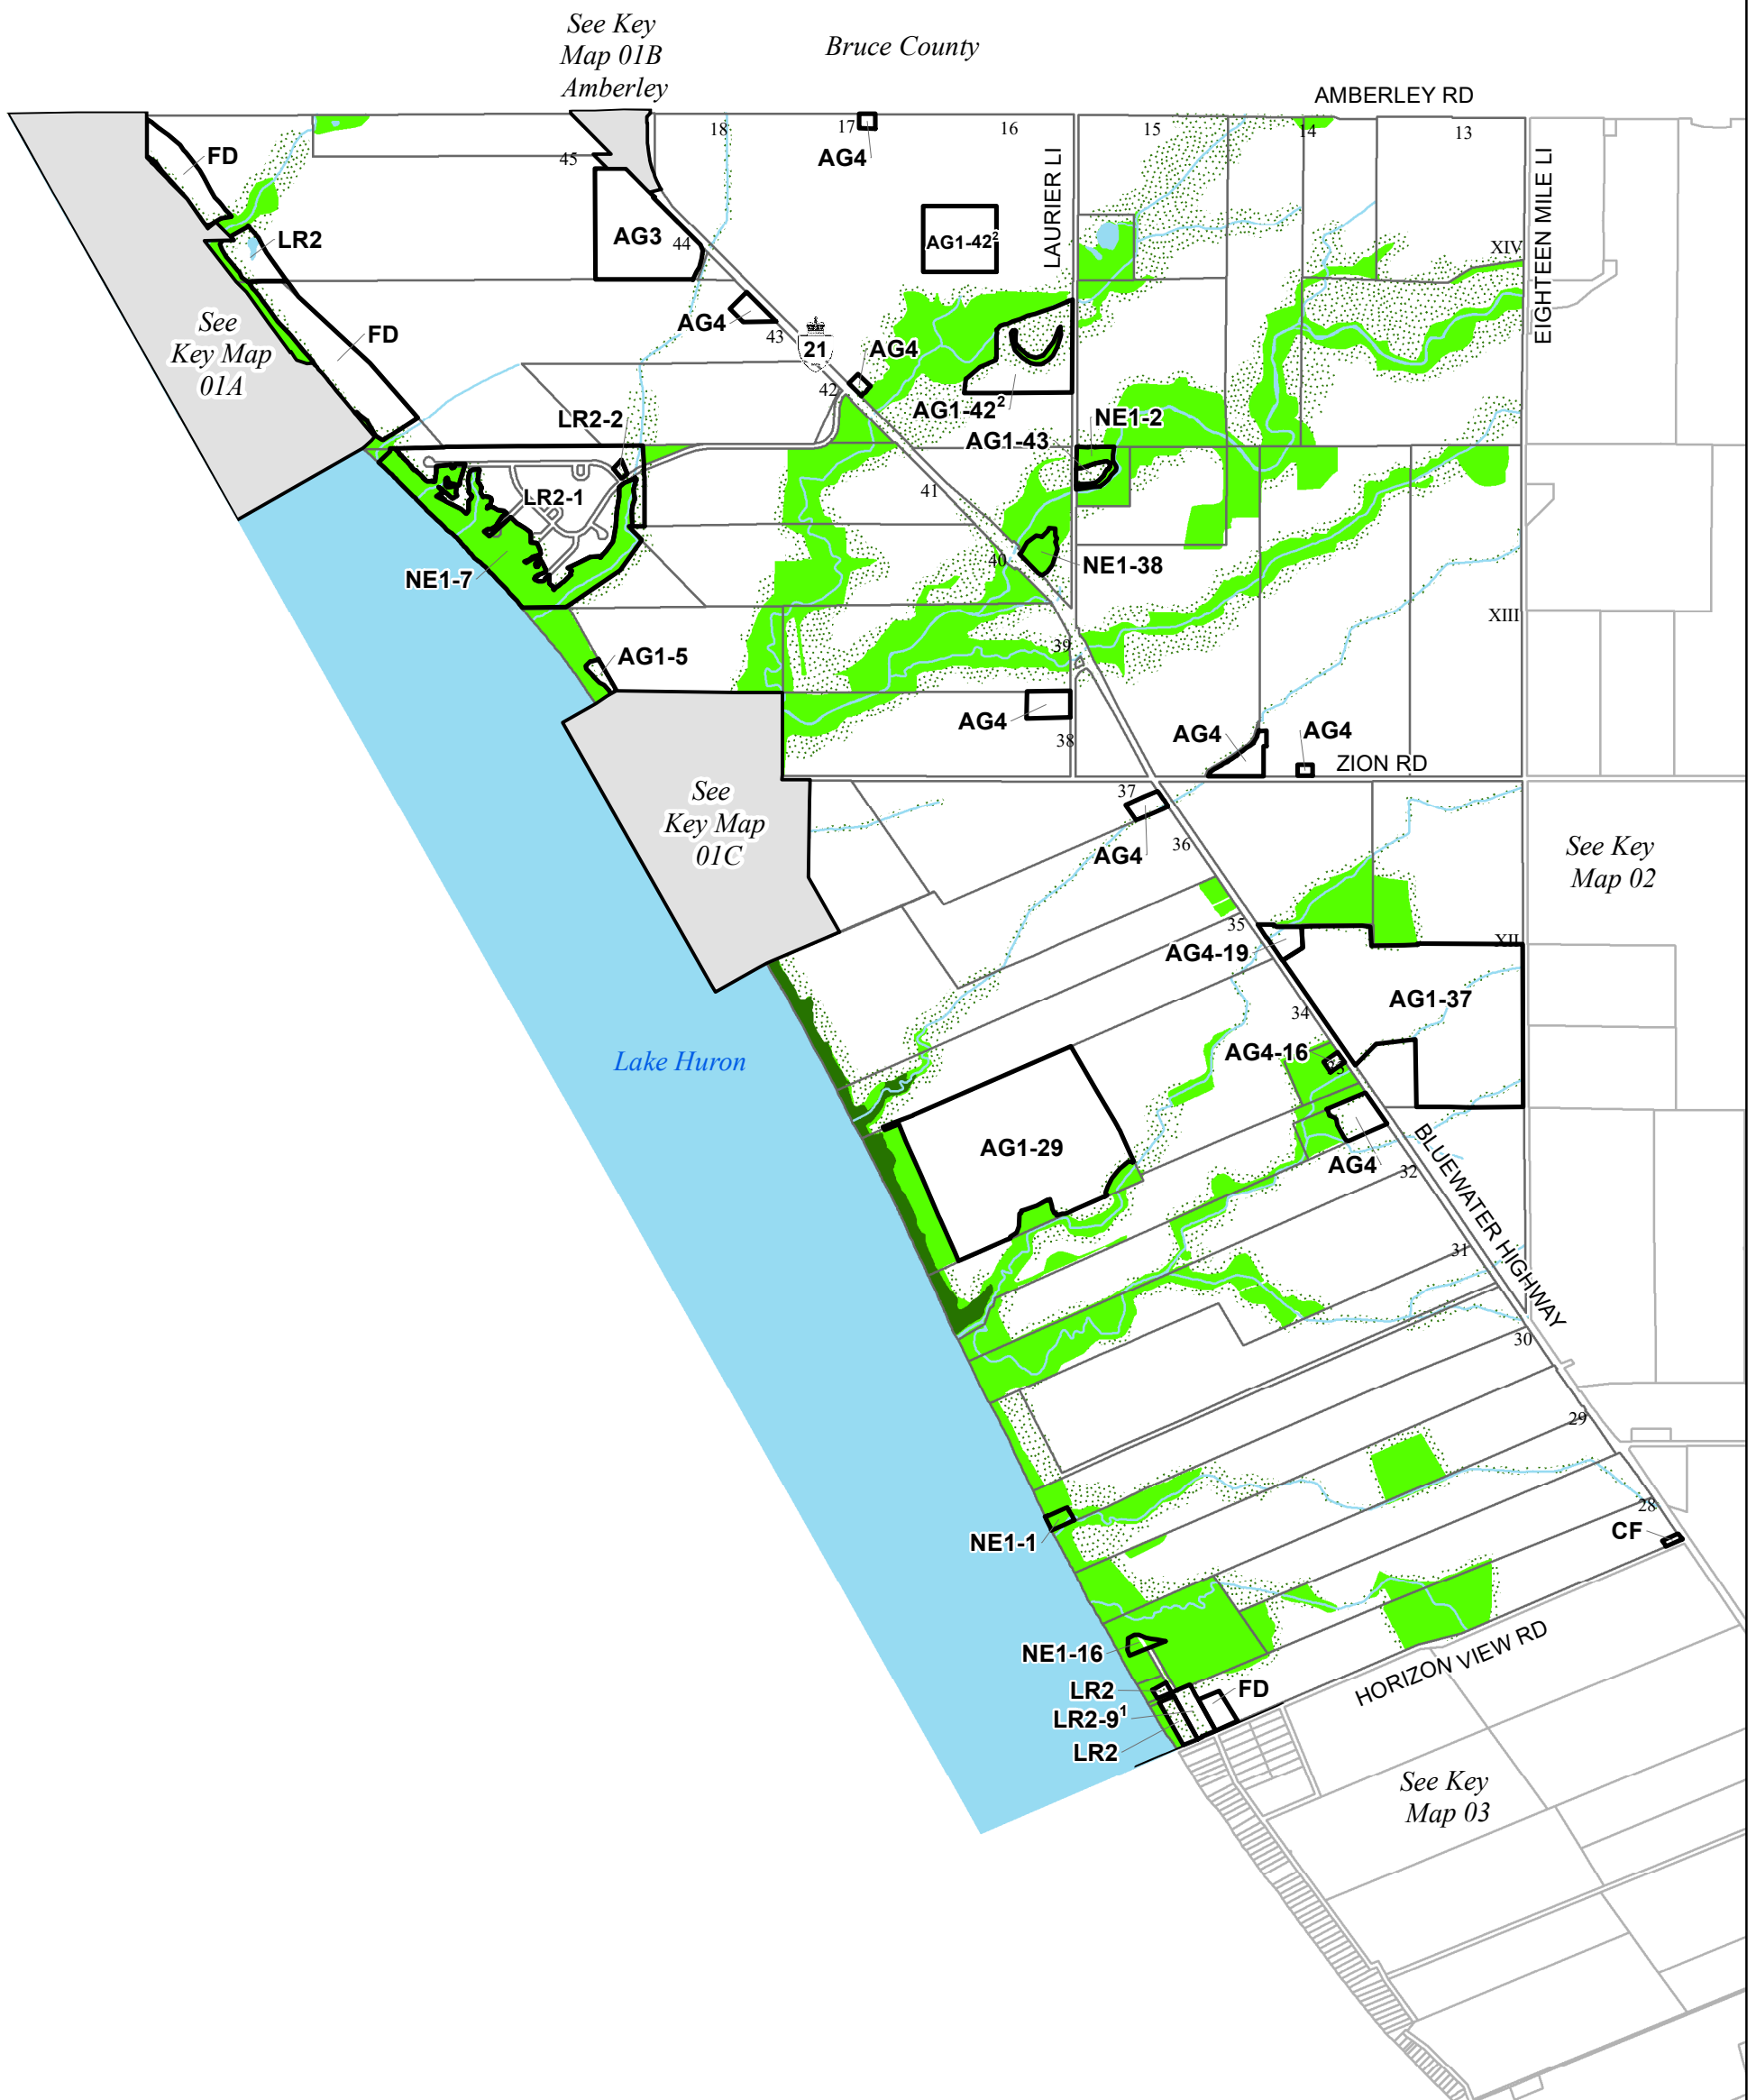 See Key
Map 01B
Amberley
Bruce County
AMBERLEY RD
18
17
16
15
14
13
45
AG4
FD
LAURIER LI
EIGHTEEN MILE LI
LR2
AG3
44
AG1-42²
XIV
See
Key Map
01A
FD
AG4
43
21
AG4
42
LR2-2
AG1-42²
NE1-2
AG1-43
LR2-1
41
NE1-7
40
NE1-38
XIII
39
AG1-5
AG4
38
AG4
AG4
ZION RD
See
Key Map
01C
37
36
AG4
See Key
Map 02
35
AG4-19
XII
AG1-37
34
Lake Huron
AG4-16
33
AG1-29
AG4
32
BLUEWATER HIGHWAY
31
30
29
28
CF
NE1-1
NE1-16
HORIZON VIEW RD
LR2
FD
LR2-9¹
LR2
See Key
Map 03